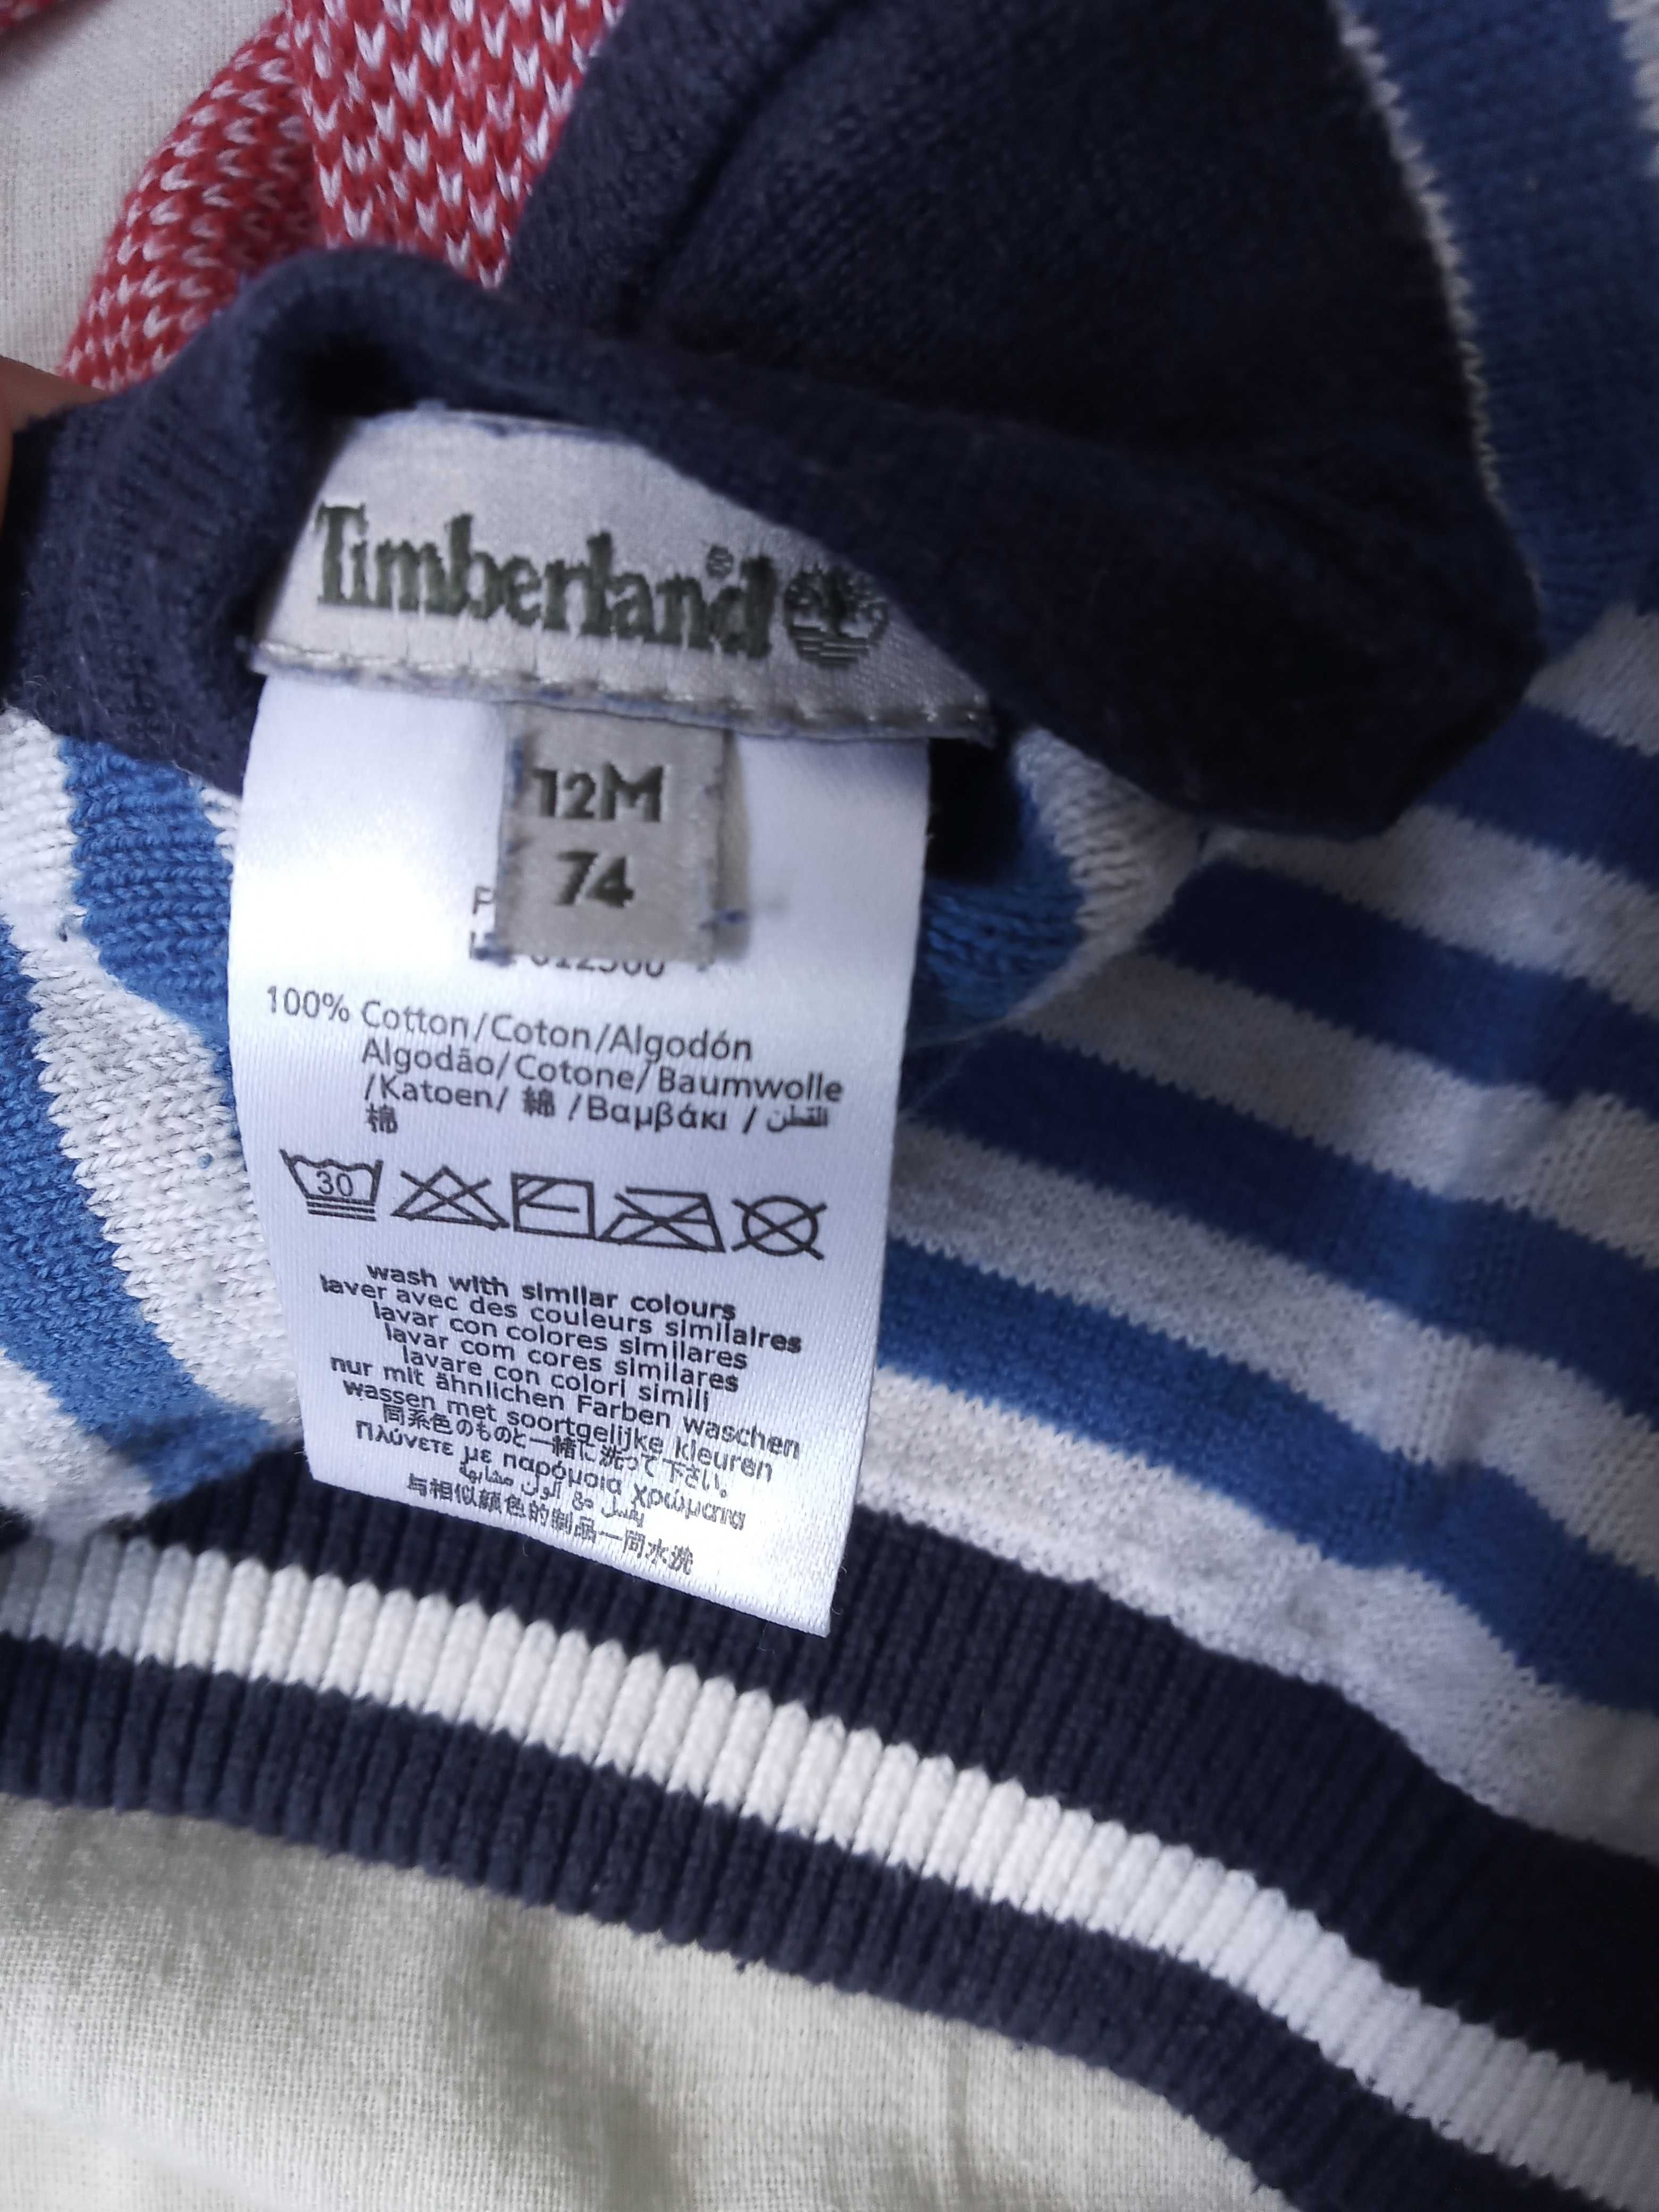 Timberland®
12M
74
100% Cotton/Coton/Algodón
Algodão/Cotone/Baumwolle
/Katoen/ 綿 /Βαμβάκι / القطن
棉
30
wash with similar colours
laver avec des couleurs similaires
lavar con colores similares
lavar com cores similares
lavare con colori simili
nur mit ähnlichen Farben waschen
wassen met soortgelijke kleuren
同系色のものと一緒に洗って下さい。
Πλύνετε με παρόμοια χρώματα
يغسل مع ألوان مشابهة
与相似颜色的制品一同水洗